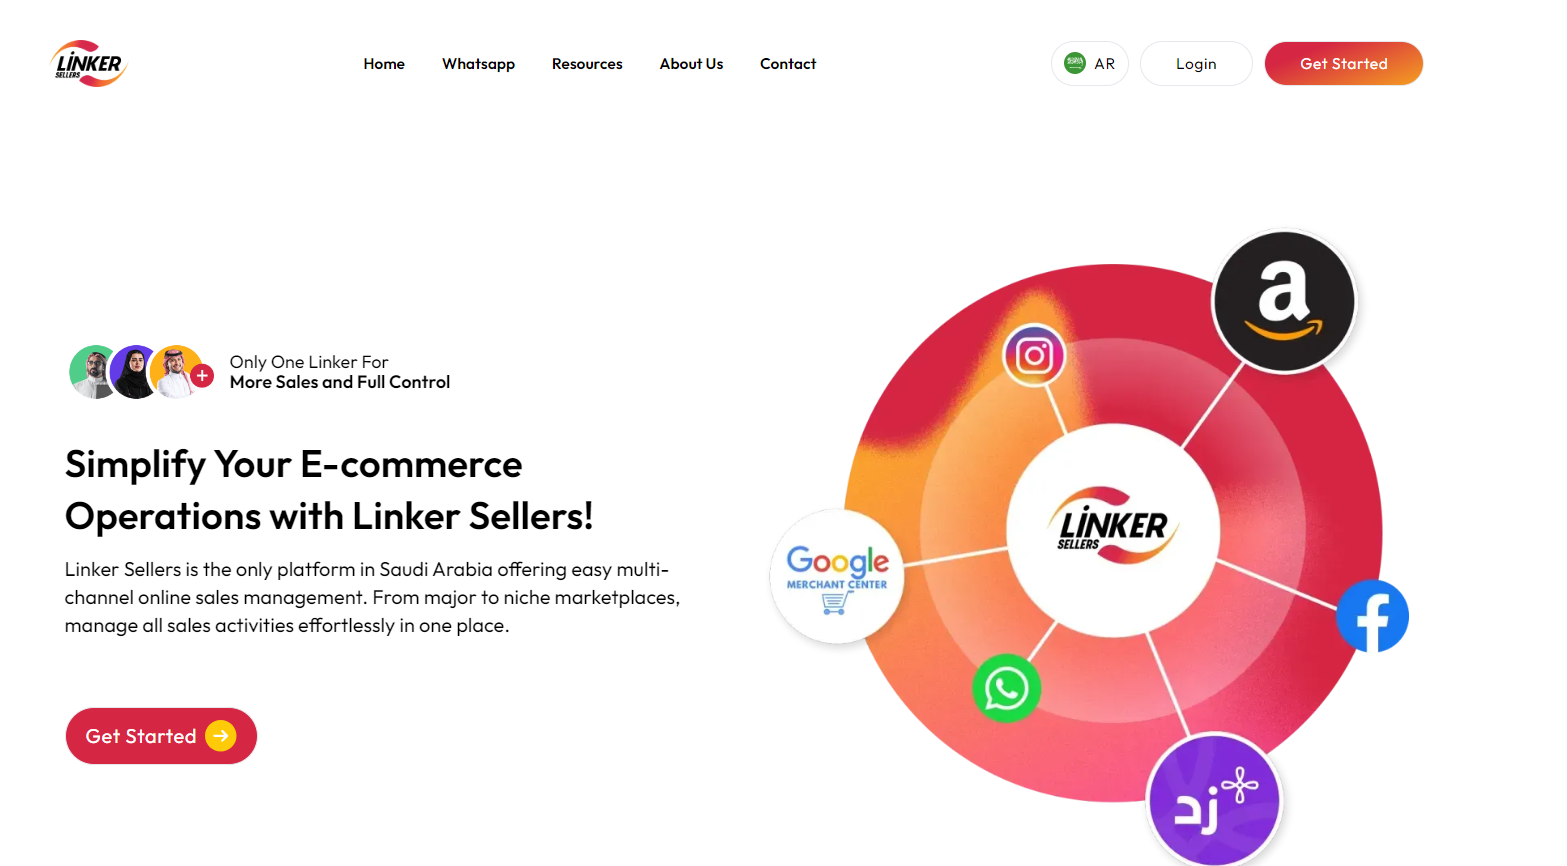 LiNKER
SELLERS
Home
Whatsapp
Resources
About Us
Contact
AR
Login
Get Started
Only One Linker For
More Sales and Full Control
Simplify Your E-commerce
Operations with Linker Sellers!
Linker Sellers is the only platform in Saudi Arabia offering easy multi-
channel online sales management. From major to niche marketplaces,
manage all sales activities effortlessly in one place.
Get Started
a
Google
MERCHANT CENTER
LiNKER
SELLERS
f
زد